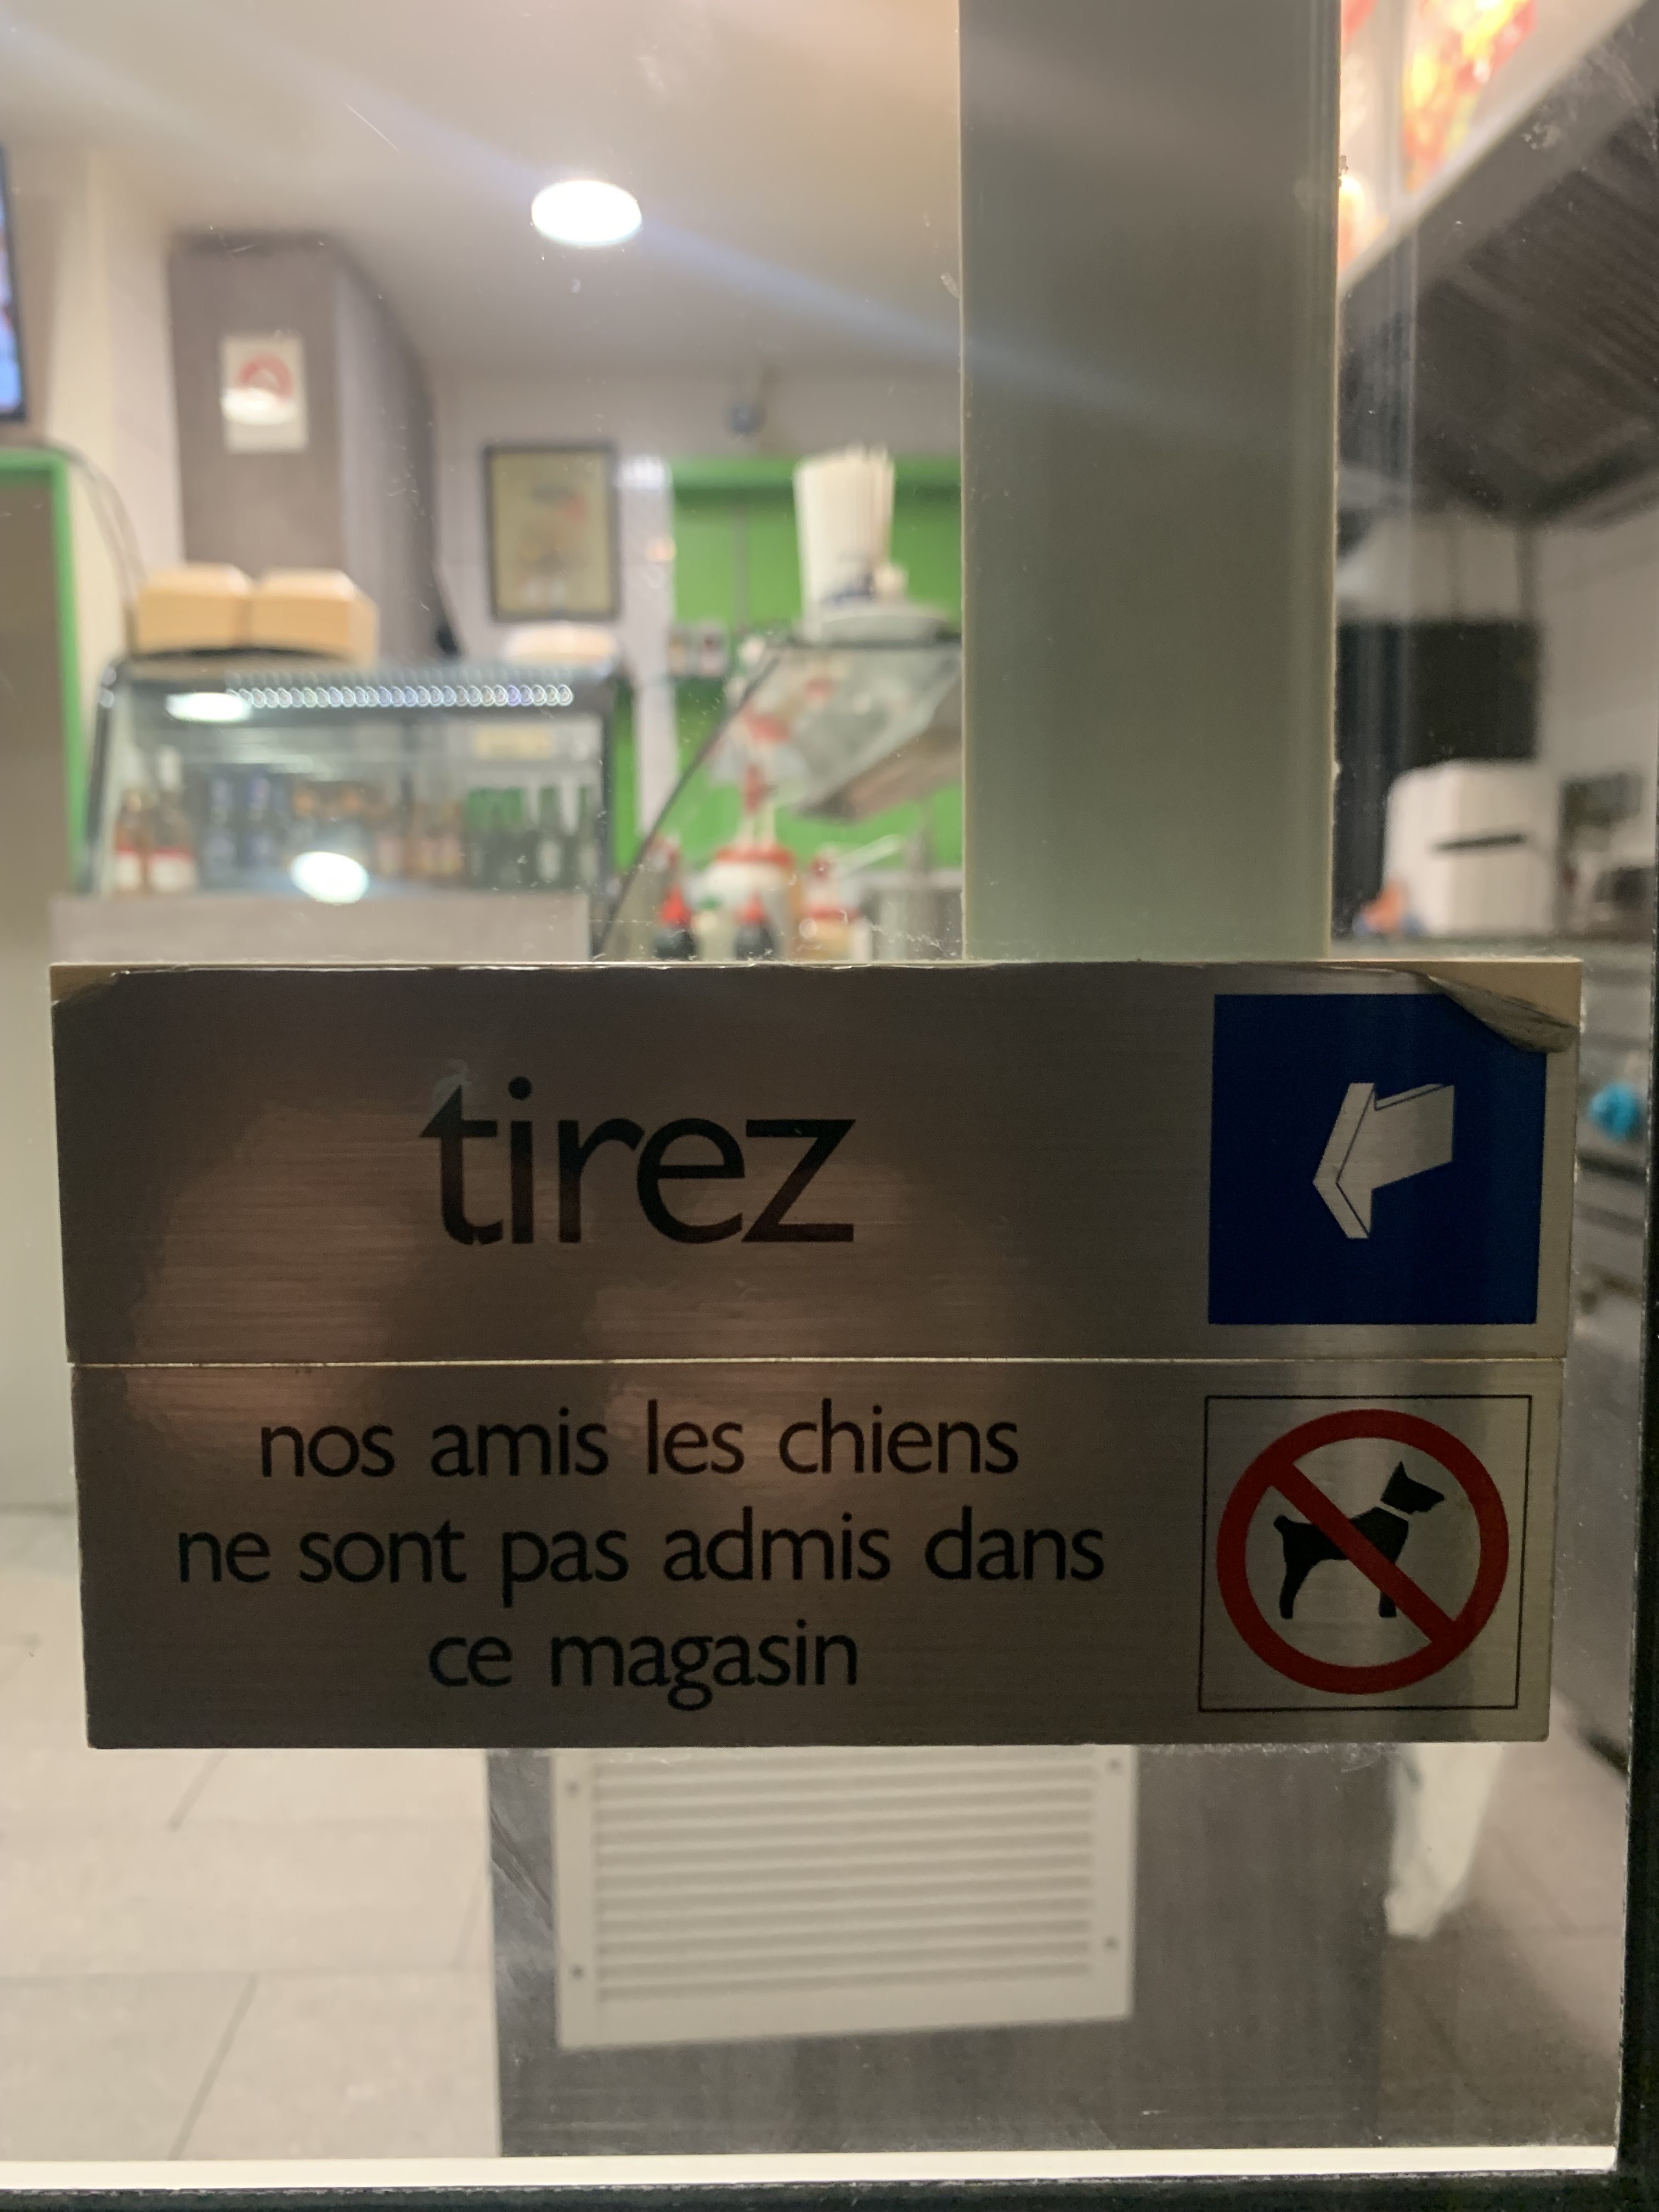 tirez
nos amis les chiens
ne sont pas admis dans
ce magasin